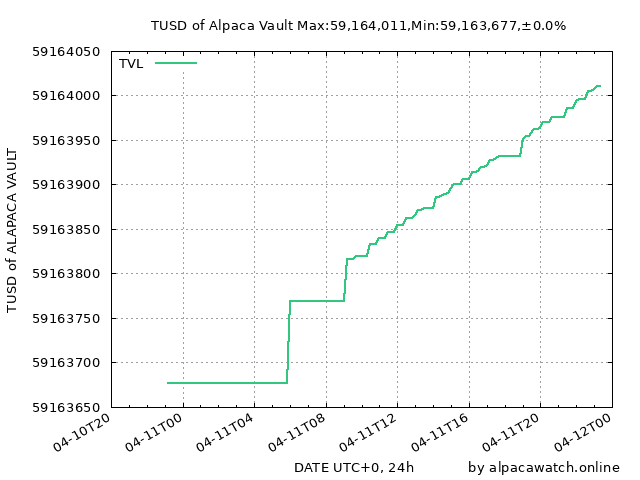 TUSD of Alpaca Vault Max:59,164,011,Min:59,163,677,±0.0%
TVL
59164050
59164000
59163950
59163900
59163850
59163800
59163750
59163700
59163650
TUSD of ALAPACA VAULT
04-10T20
04-11T00
04-11T04
04-11T08
04-11T12
04-11T16
04-11T20
04-12T00
DATE UTC+0, 24h
by alpacawatch.online